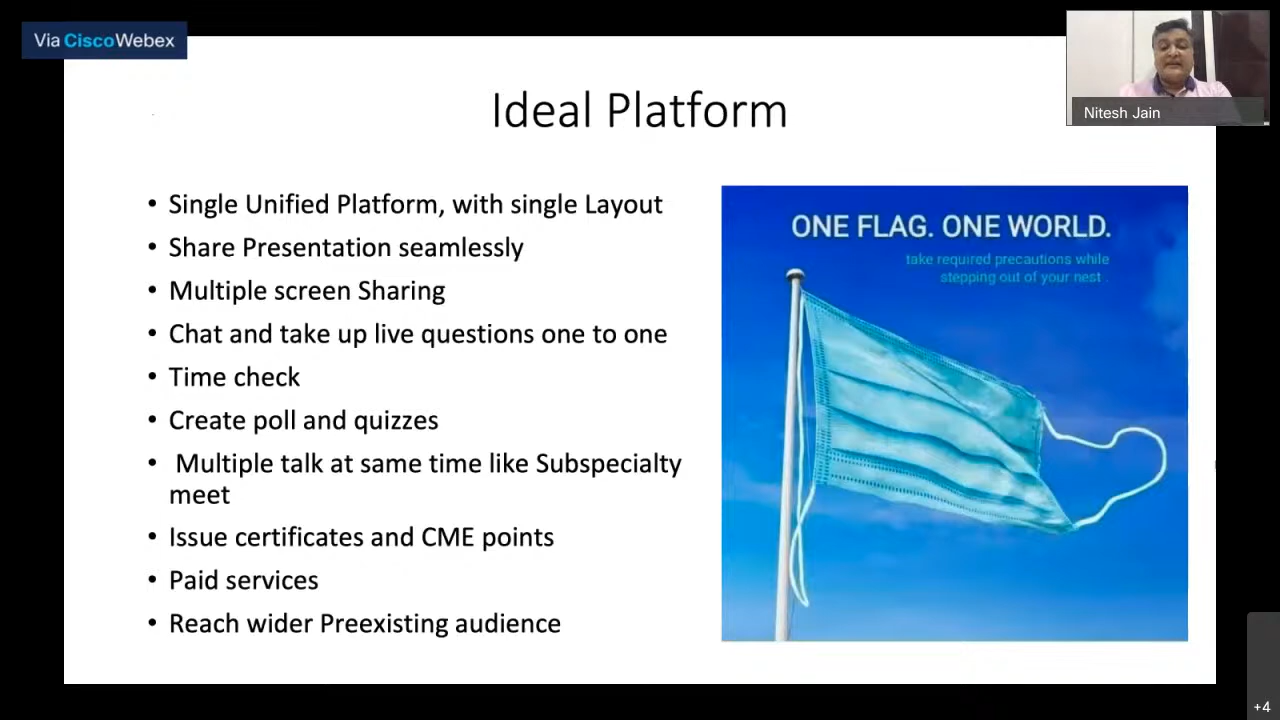 Via CiscoWebex
Nitesh Jain
Ideal Platform
• Single Unified Platform, with single Layout
• Share Presentation seamlessly
• Multiple screen Sharing
• Chat and take up live questions one to one
• Time check
• Create poll and quizzes
• Multiple talk at same time like Subspecialty
meet
• Issue certificates and CME points
• Paid services
• Reach wider Preexisting audience
ONE FLAG. ONE WORLD.
take required precautions while
stepping out of your nest .
+4